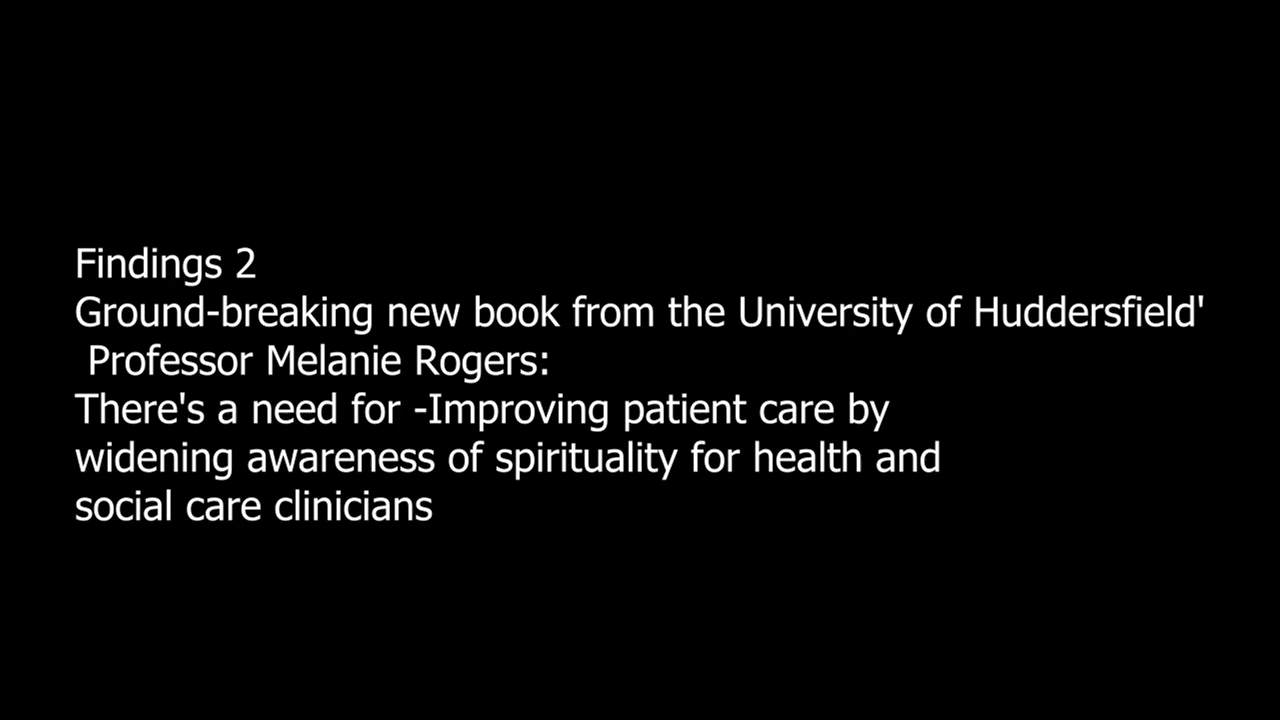 Findings 2
Ground-breaking new book from the University of Huddersfield'
Professor Melanie Rogers:
There's a need for -Improving patient care by
widening awareness of spirituality for health and
social care clinicians